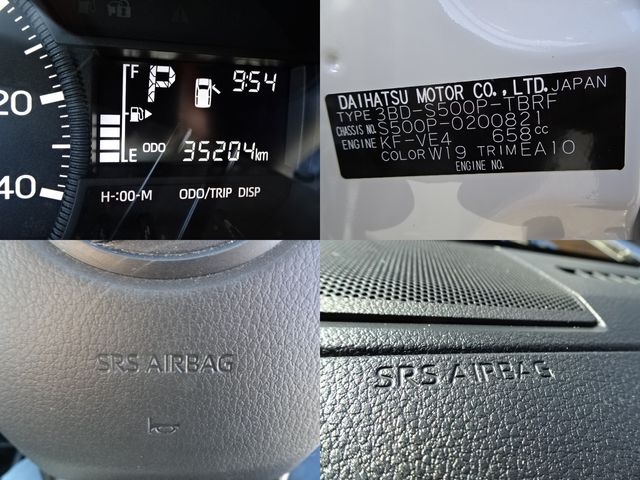 20
40
F
P
9:54
E
ODO
35204km
H-:00-M
ODO/TRIP DISP
DAIHATSU MOTOR CO., LTD. JAPAN
TYPE 3BD-S500P-TBRF
CHASSIS NO. S500P-0200821
ENGINE KF-VE4 658cc
COLOR W19 TRIM EA10
ENGINE NO.
SRS AIRBAG
SRS AIRBAG